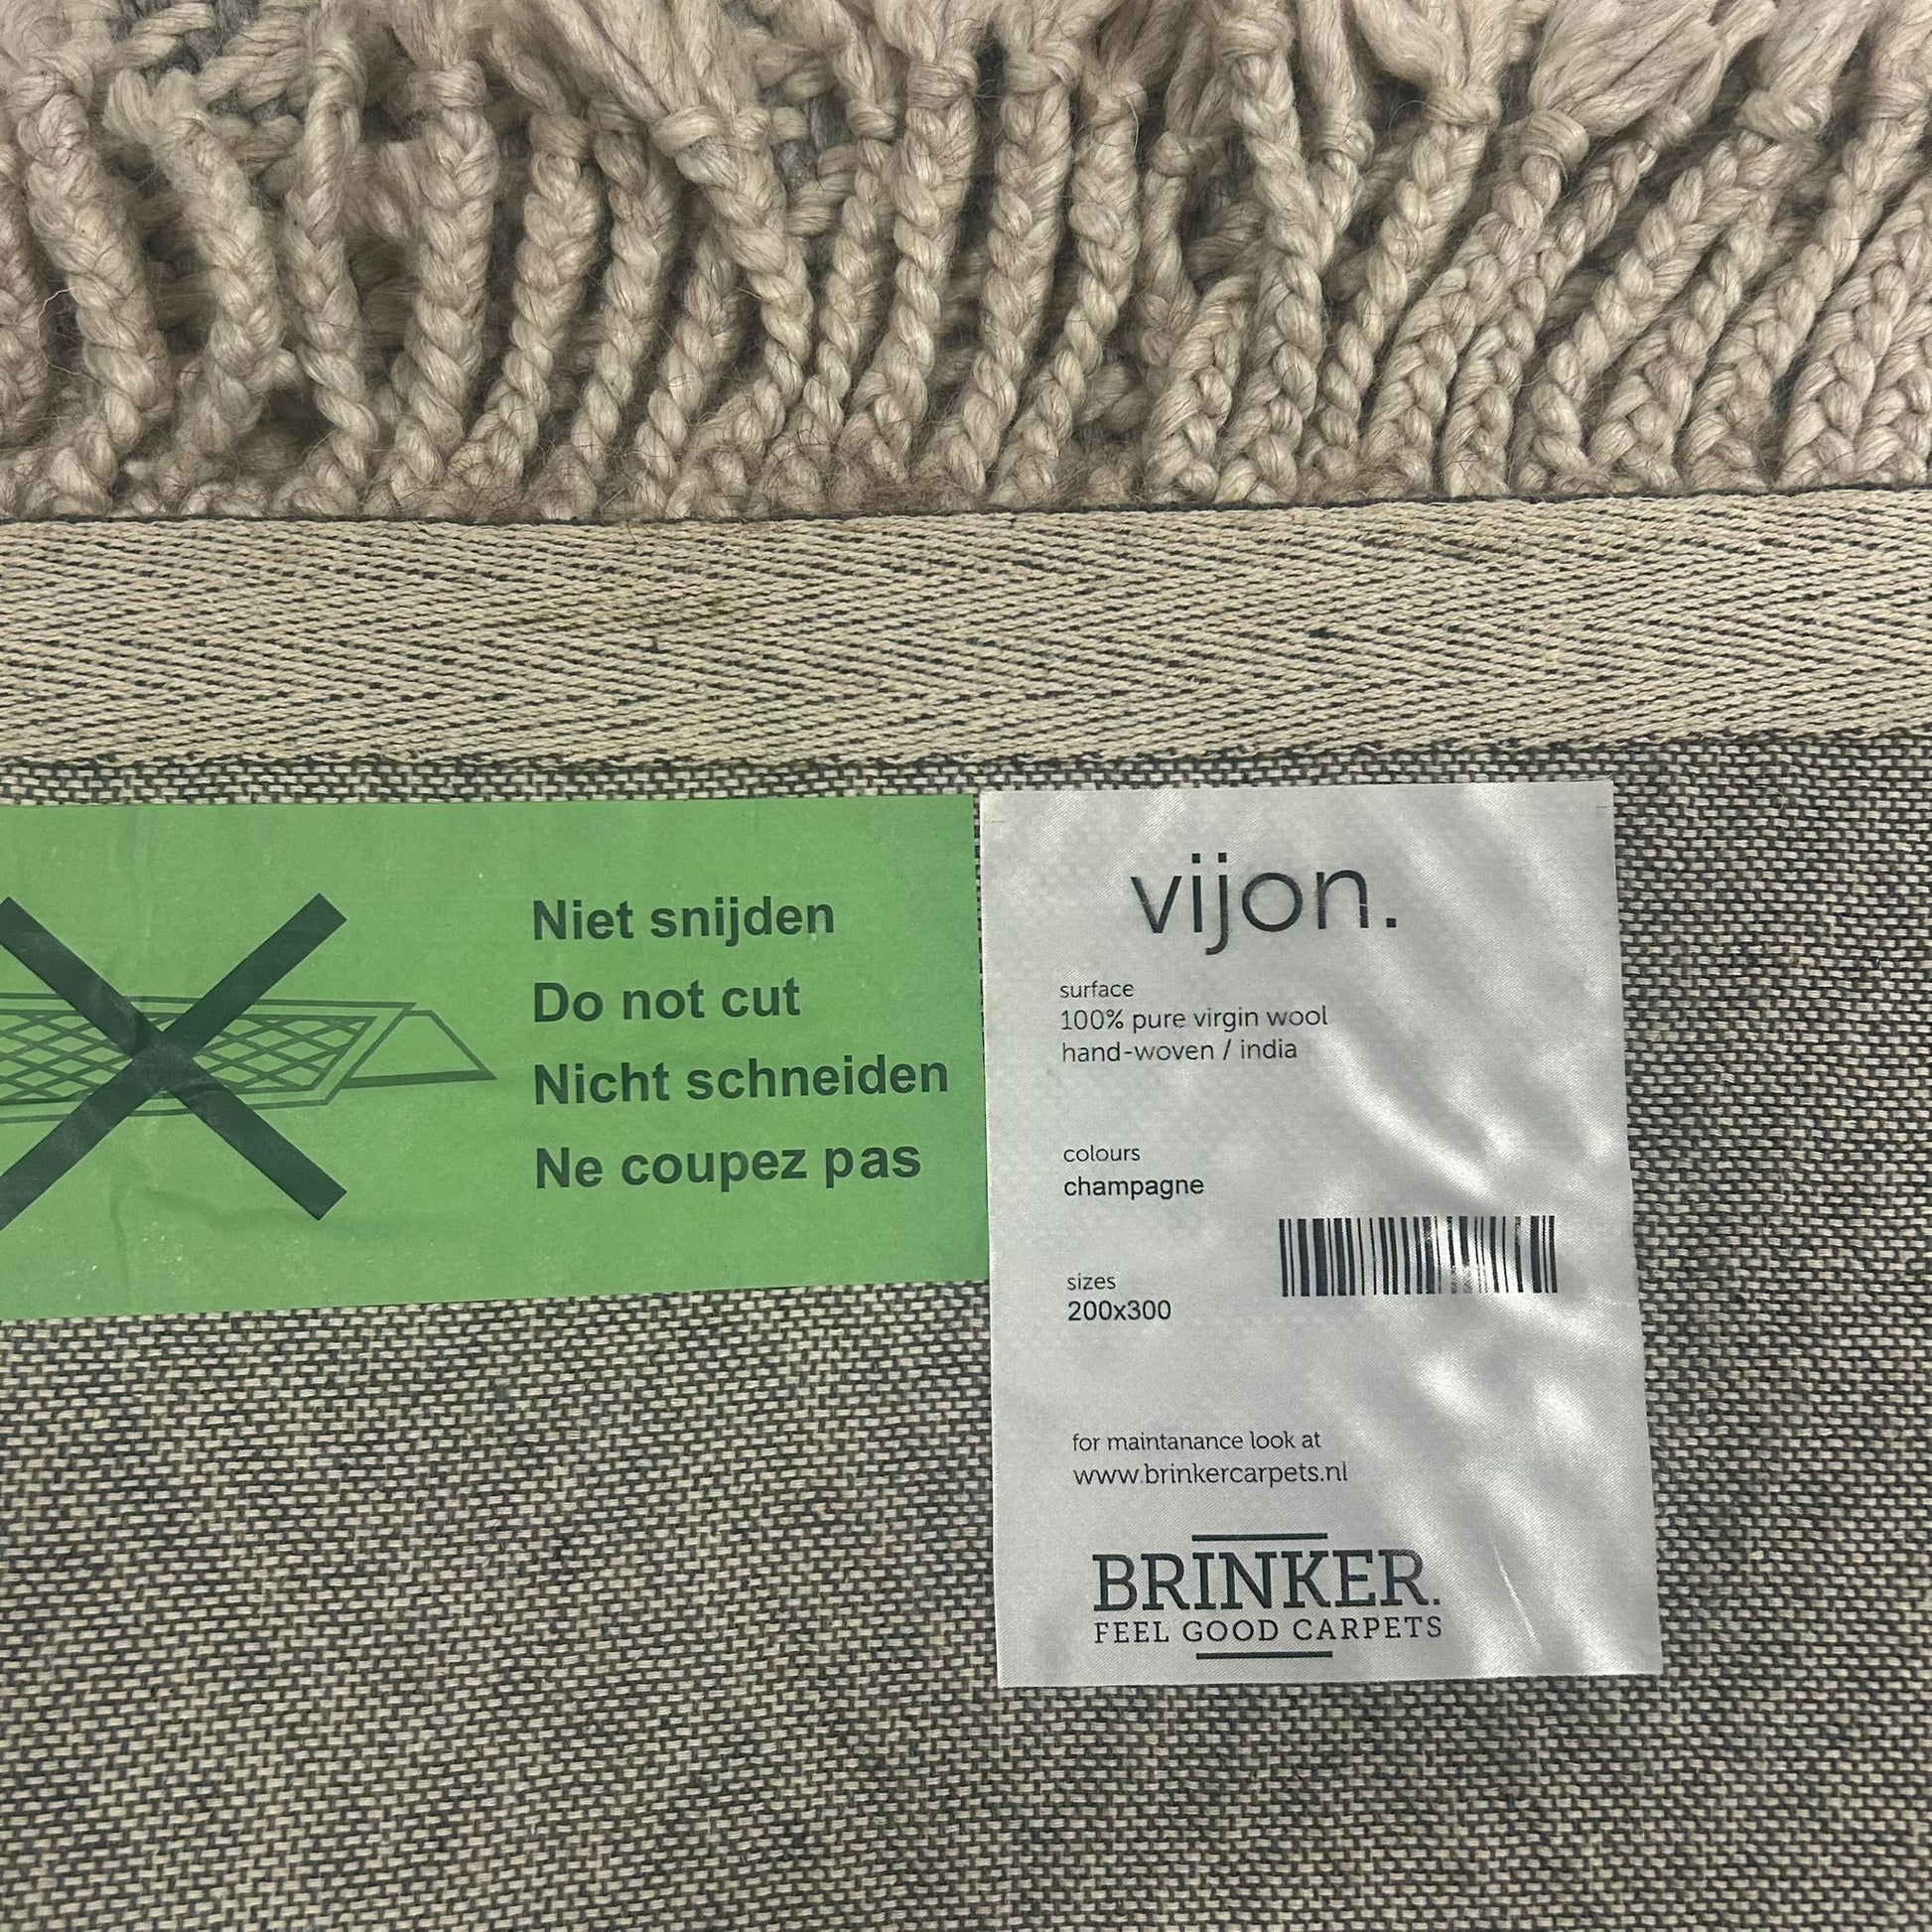 Niet snijden
Do not cut
Nicht schneiden
Ne coupez pas
vijon.
surface
100% pure virgin wool
hand-woven / india
colours
champagne
sizes
200x300
for maintanance look at
www.brinkercarpets.nl
BRINKER.
FEEL GOOD CARPETS